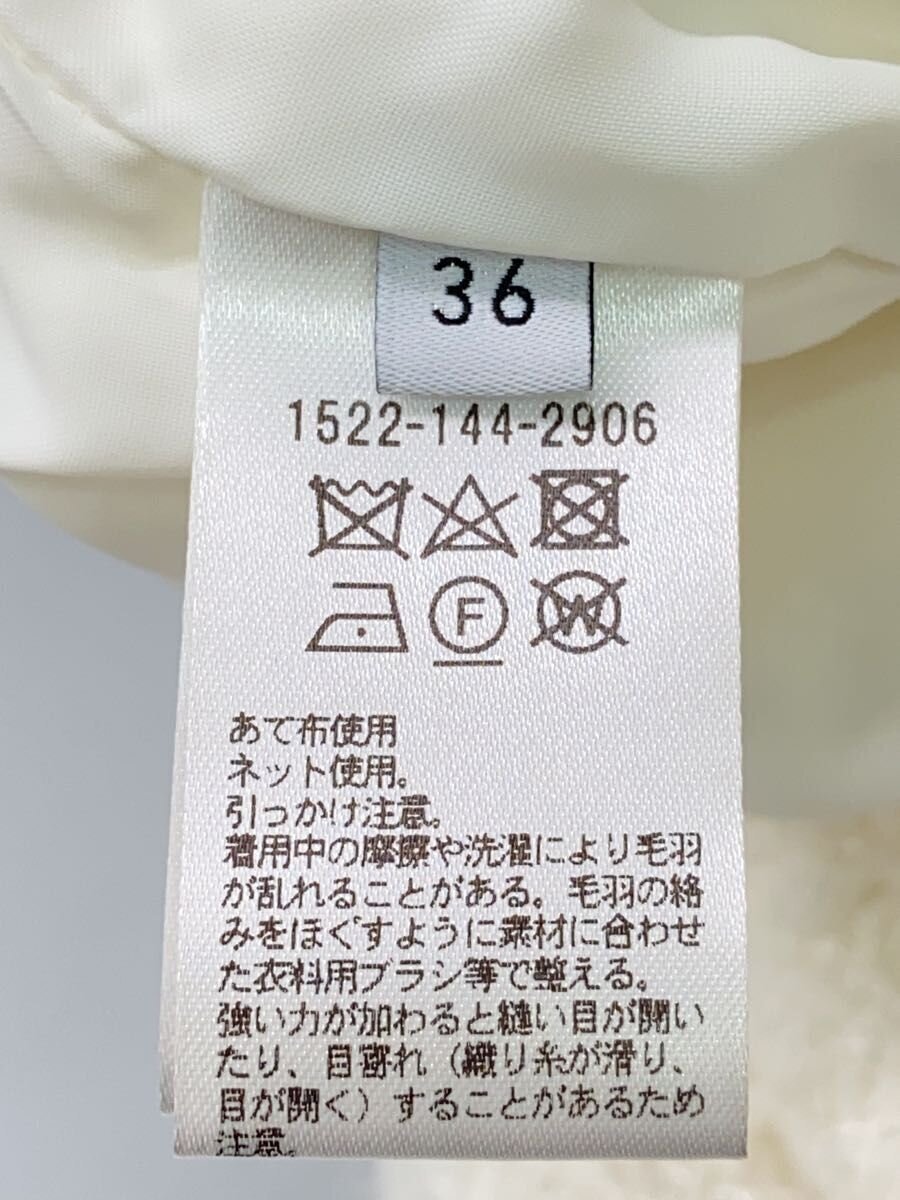 36
1522-144-2906
F
W
あて布使用
ネット使用。
引っかけ注意。
着用中の摩擦や洗濯により毛羽
が乱れることがある。毛羽の絡
みをほぐすように素材に合わせ
た衣料用ブラシ等で整える。
強い力が加わると縫い目が開い
たり、目寄れ（織り糸が滑り、
目が開く）することがあるため
注意。